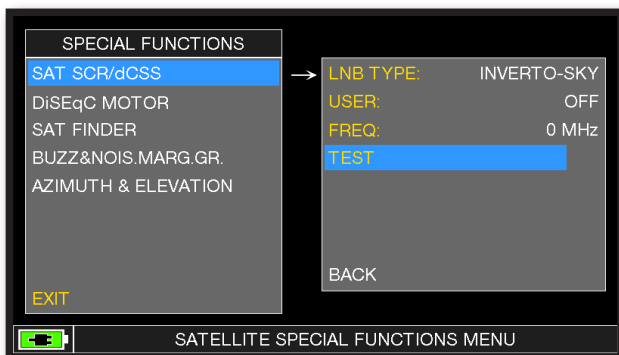 SPECIAL FUNCTIONS
SAT SCR/dCSS
DiSEqC MOTOR
SAT FINDER
BUZZ&NOIS.MARG.GR.
AZIMUTH & ELEVATION
EXIT
→ LNB TYPE: INVERTO-SKY
USER: OFF
FREQ: 0 MHz
TEST
BACK
SATELLITE SPECIAL FUNCTIONS MENU